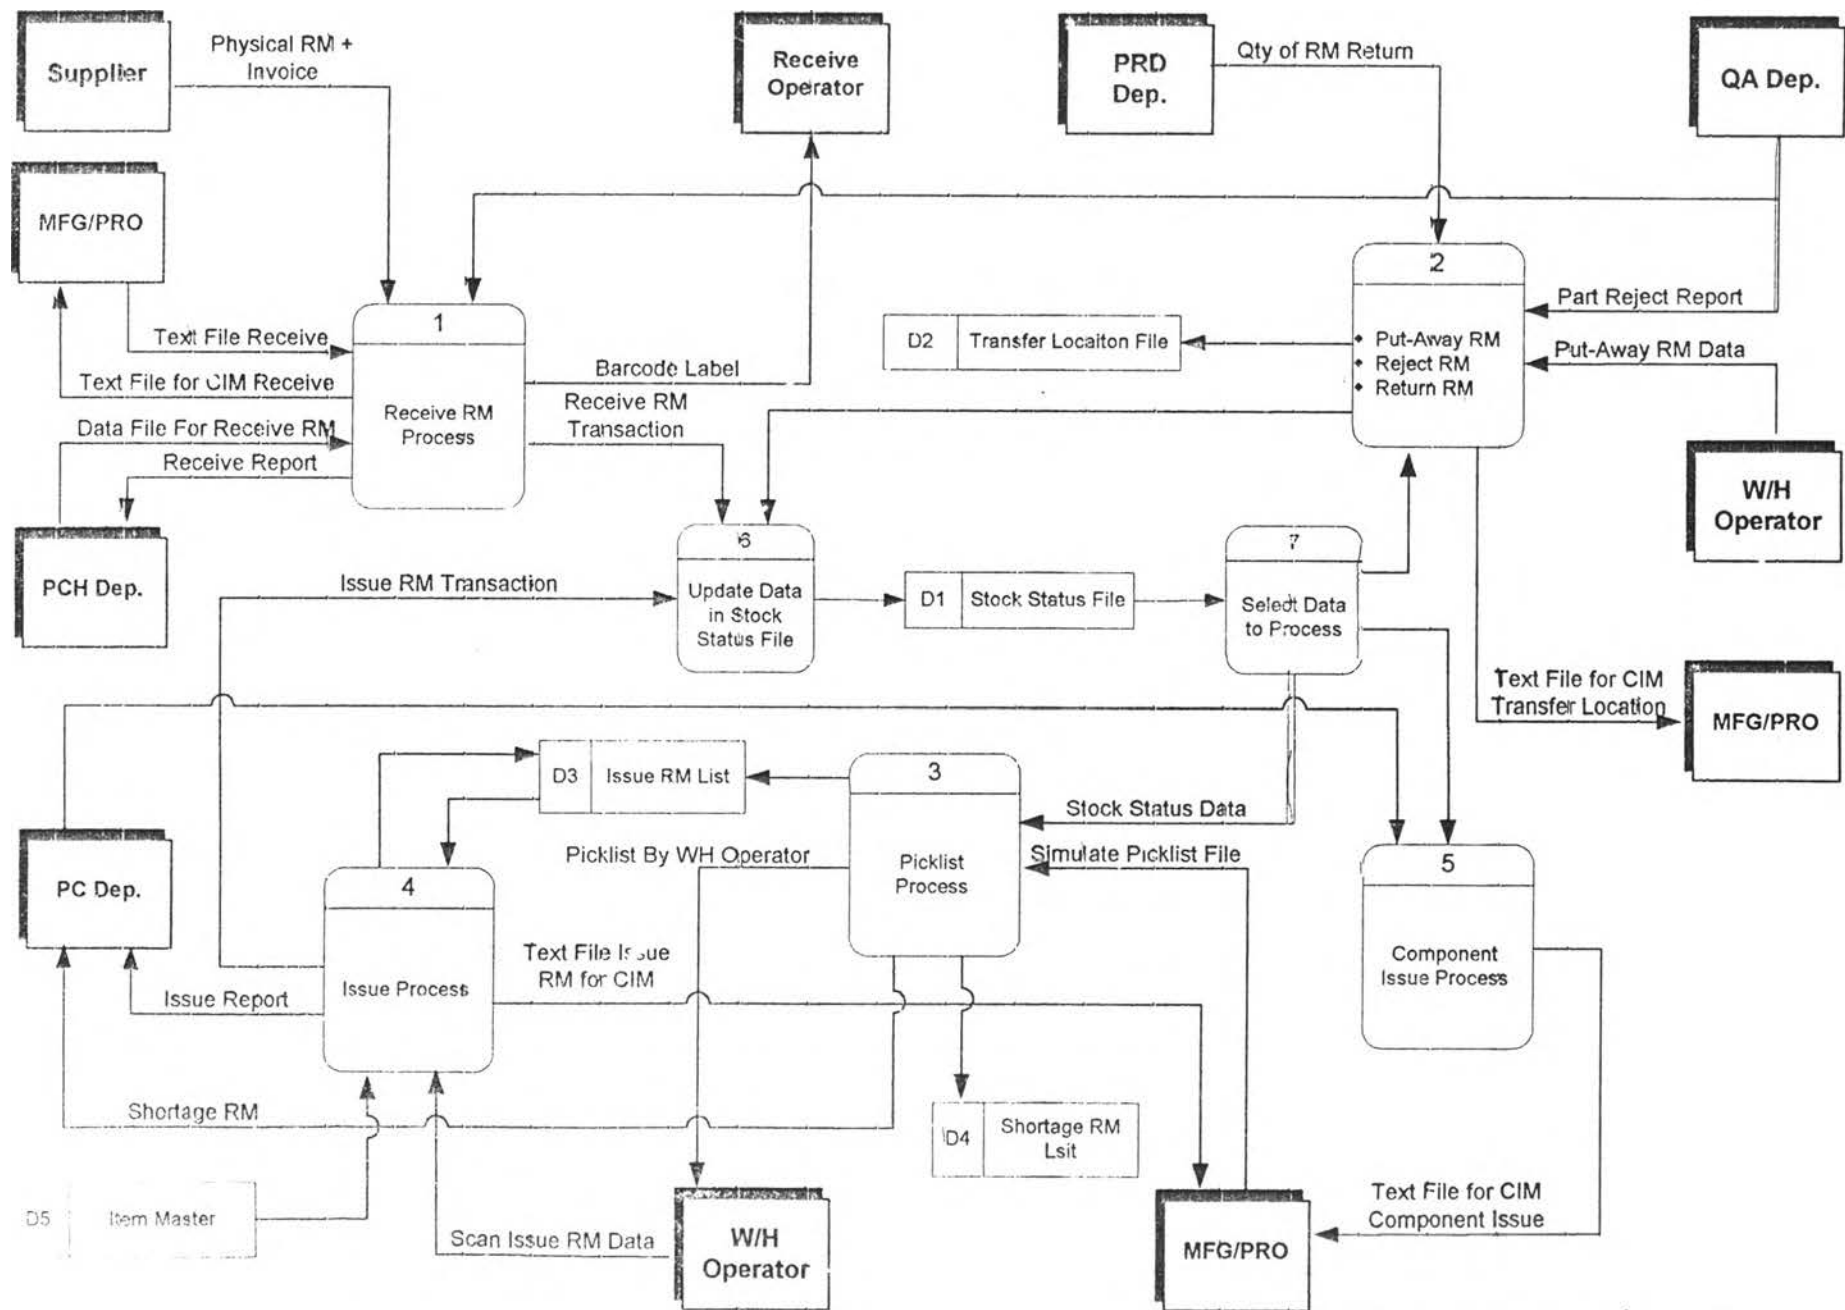 Supplier
Physical RM +
Invoice
Receive
Operator
PRD
Dep.
Qty of RM Return
QA Dep.
MFG/PRO
Text File Receive
Text File for CIM Receive
Data File For Receive RM
Receive Report
1
Receive RM
Process
Barcode Label
Receive RM
Transaction
D2
Transfer Locaiton File
2
Put-Away RM
Reject RM
Return RM
Part Reject Report
Put-Away RM Data
W/H
Operator
PCH Dep.
Issue RM Transaction
6
Update Data
in Stock
Status File
D1
Stock Status File
7
Select Data
to Process
Text File for CIM
Transfer Location
MFG/PRO
D3
Issue RM List
3
Picklist
Process
Stock Status Data
Simulate Picklist File
Picklist By WH Operator
PC Dep.
4
Issue Process
Issue Report
Text File Issue
RM for CIM
5
Component
Issue Process
Shortage RM
D4
Shortage RM
Lsit
D5
Item Master
Scan Issue RM Data
W/H
Operator
MFG/PRO
Text File for CIM
Component Issue